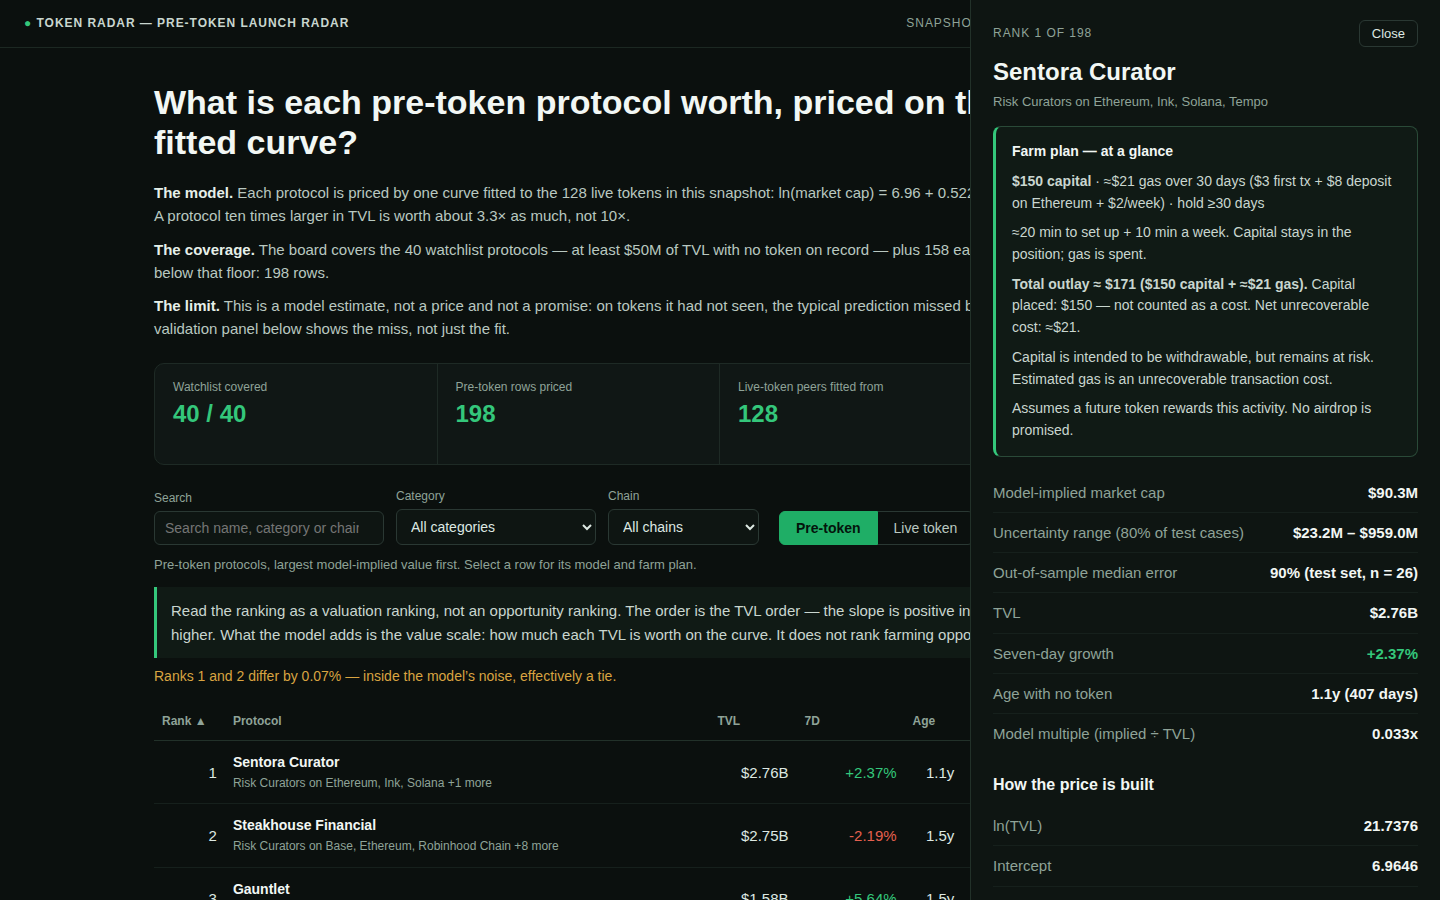 TOKEN RADAR — PRE-TOKEN LAUNCH RADAR
SNAPSHO
What is each pre-token protocol worth, priced on th
fitted curve?
The model. Each protocol is priced by one curve fitted to the 128 live tokens in this snapshot: ln(market cap) = 6.96 + 0.522
A protocol ten times larger in TVL is worth about 3.3× as much, not 10×.
The coverage. The board covers the 40 watchlist protocols — at least $50M of TVL with no token on record — plus 158 ea
below that floor: 198 rows.
The limit. This is a model estimate, not a price and not a promise: on tokens it had not seen, the typical prediction missed b
validation panel below shows the miss, not just the fit.
Watchlist covered
40 / 40
Pre-token rows priced
198
Live-token peers fitted from
128
Search
Search name, category or chain
Category
All categories
Chain
All chains
Pre-token
Live token
Pre-token protocols, largest model-implied value first. Select a row for its model and farm plan.
Read the ranking as a valuation ranking, not an opportunity ranking. The order is the TVL order — the slope is positive in
higher. What the model adds is the value scale: how much each TVL is worth on the curve. It does not rank farming oppo
Ranks 1 and 2 differ by 0.07% — inside the model's noise, effectively a tie.
Rank ▲ Protocol TVL 7D Age
1 Sentora Curator $2.76B +2.37% 1.1y
Risk Curators on Ethereum, Ink, Solana +1 more
2 Steakhouse Financial $2.75B -2.19% 1.5y
Risk Curators on Base, Ethereum, Robinhood Chain +8 more
3 Gauntlet $1.58B +5.64% 1.5y
RANK 1 OF 198
Close
Sentora Curator
Risk Curators on Ethereum, Ink, Solana, Tempo
Farm plan — at a glance
$150 capital · ≈$21 gas over 30 days ($3 first tx + $8 deposit
on Ethereum + $2/week) · hold ≥30 days
≈20 min to set up + 10 min a week. Capital stays in the
position; gas is spent.
Total outlay ≈ $171 ($150 capital + ≈$21 gas). Capital
placed: $150 — not counted as a cost. Net unrecoverable
cost: ≈$21.
Capital is intended to be withdrawable, but remains at risk.
Estimated gas is an unrecoverable transaction cost.
Assumes a future token rewards this activity. No airdrop is
promised.
Model-implied market cap $90.3M
Uncertainty range (80% of test cases) $23.2M – $959.0M
Out-of-sample median error 90% (test set, n = 26)
TVL $2.76B
Seven-day growth +2.37%
Age with no token 1.1y (407 days)
Model multiple (implied ÷ TVL) 0.033x
How the price is built
ln(TVL) 21.7376
Intercept 6.9646